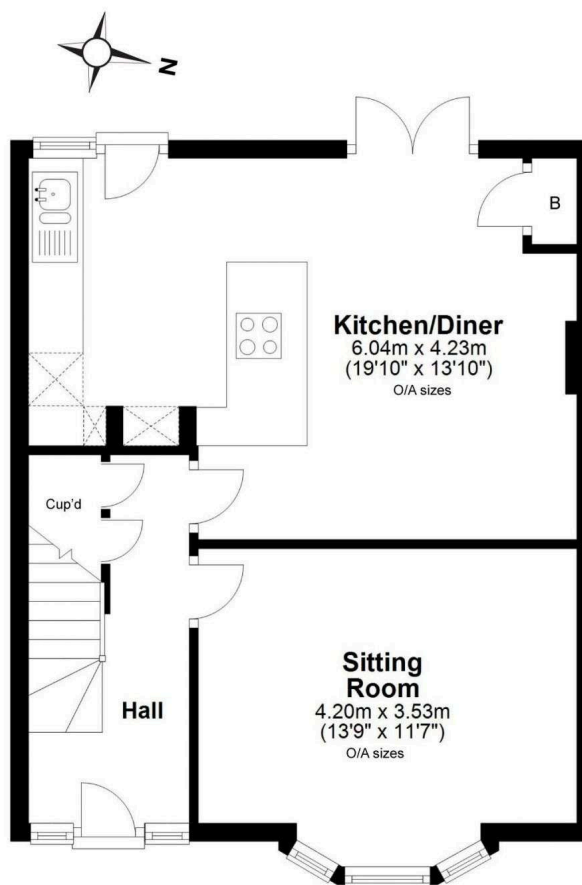 N
B
Kitchen/Diner
6.04m x 4.23m
(19'10" x 13'10")
O/A sizes
Cup'd
Sitting
Room
4.20m x 3.53m
(13'9" x 11'7")
O/A sizes
Hall